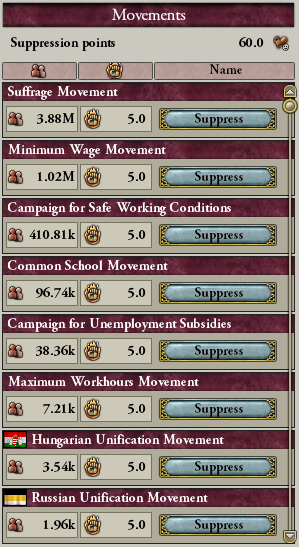 Movements
Suppression points 60.0
Name
Suffrage Movement
3.88M 5.0 Suppress
Minimum Wage Movement
1.02M 5.0 Suppress
Campaign for Safe Working Conditions
410.81k 5.0 Suppress
Common School Movement
96.74k 5.0 Suppress
Campaign for Unemployment Subsidies
38.36k 5.0 Suppress
Maximum Workhours Movement
7.21k 5.0 Suppress
Hungarian Unification Movement
3.54k 5.0 Suppress
Russian Unification Movement
1.96k 5.0 Suppress